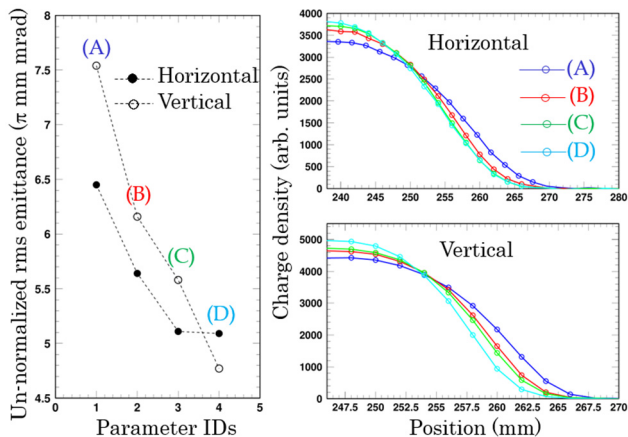 Un-normalized rms emittance (π mm mrad)
8
7.5
7
6.5
6
5.5
5
4.5
(A)
(B)
(C)
(D)
Horizontal
Vertical
0 1 2 3 4 5
Parameter IDs
Charge density (arb. units)
4000
3500
3000
2500
2000
1500
1000
500
0
Horizontal
(A)
(B)
(C)
(D)
240 245 250 255 260 265 270 275 280
5000
4000
3000
2000
1000
0
Vertical
247.5 250 252.5 255 257.5 260 262.5 265 267.5 270
Position (mm)